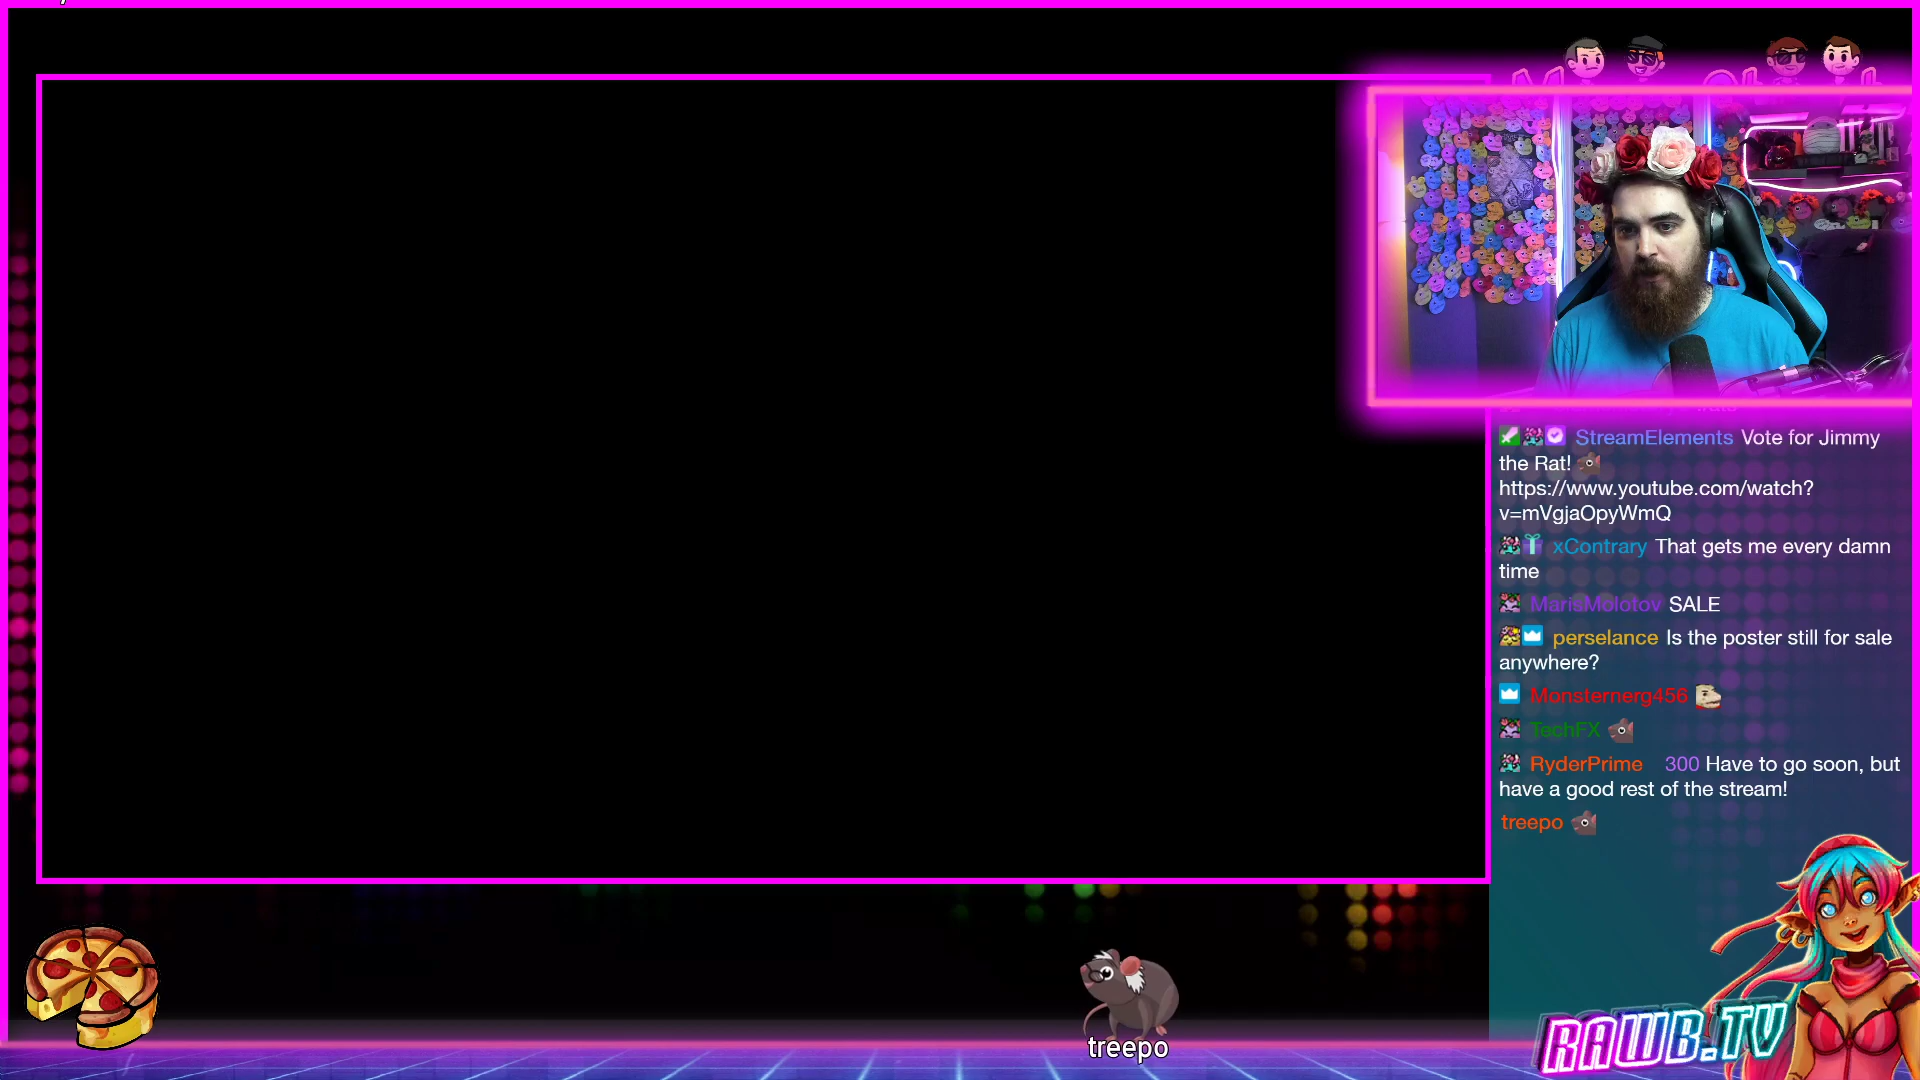 StreamElements Vote for Jimmy
the Rat!
https://www.youtube.com/watch?
v=mVgjaOpyWmQ
xContrary That gets me every damn
time
MarisMolotov SALE
perselance Is the poster still for sale
anywhere?
Monsternerg456
TechFX
RyderPrime 300 Have to go soon, but
have a good rest of the stream!
treepo
treepo
RAWB.TV